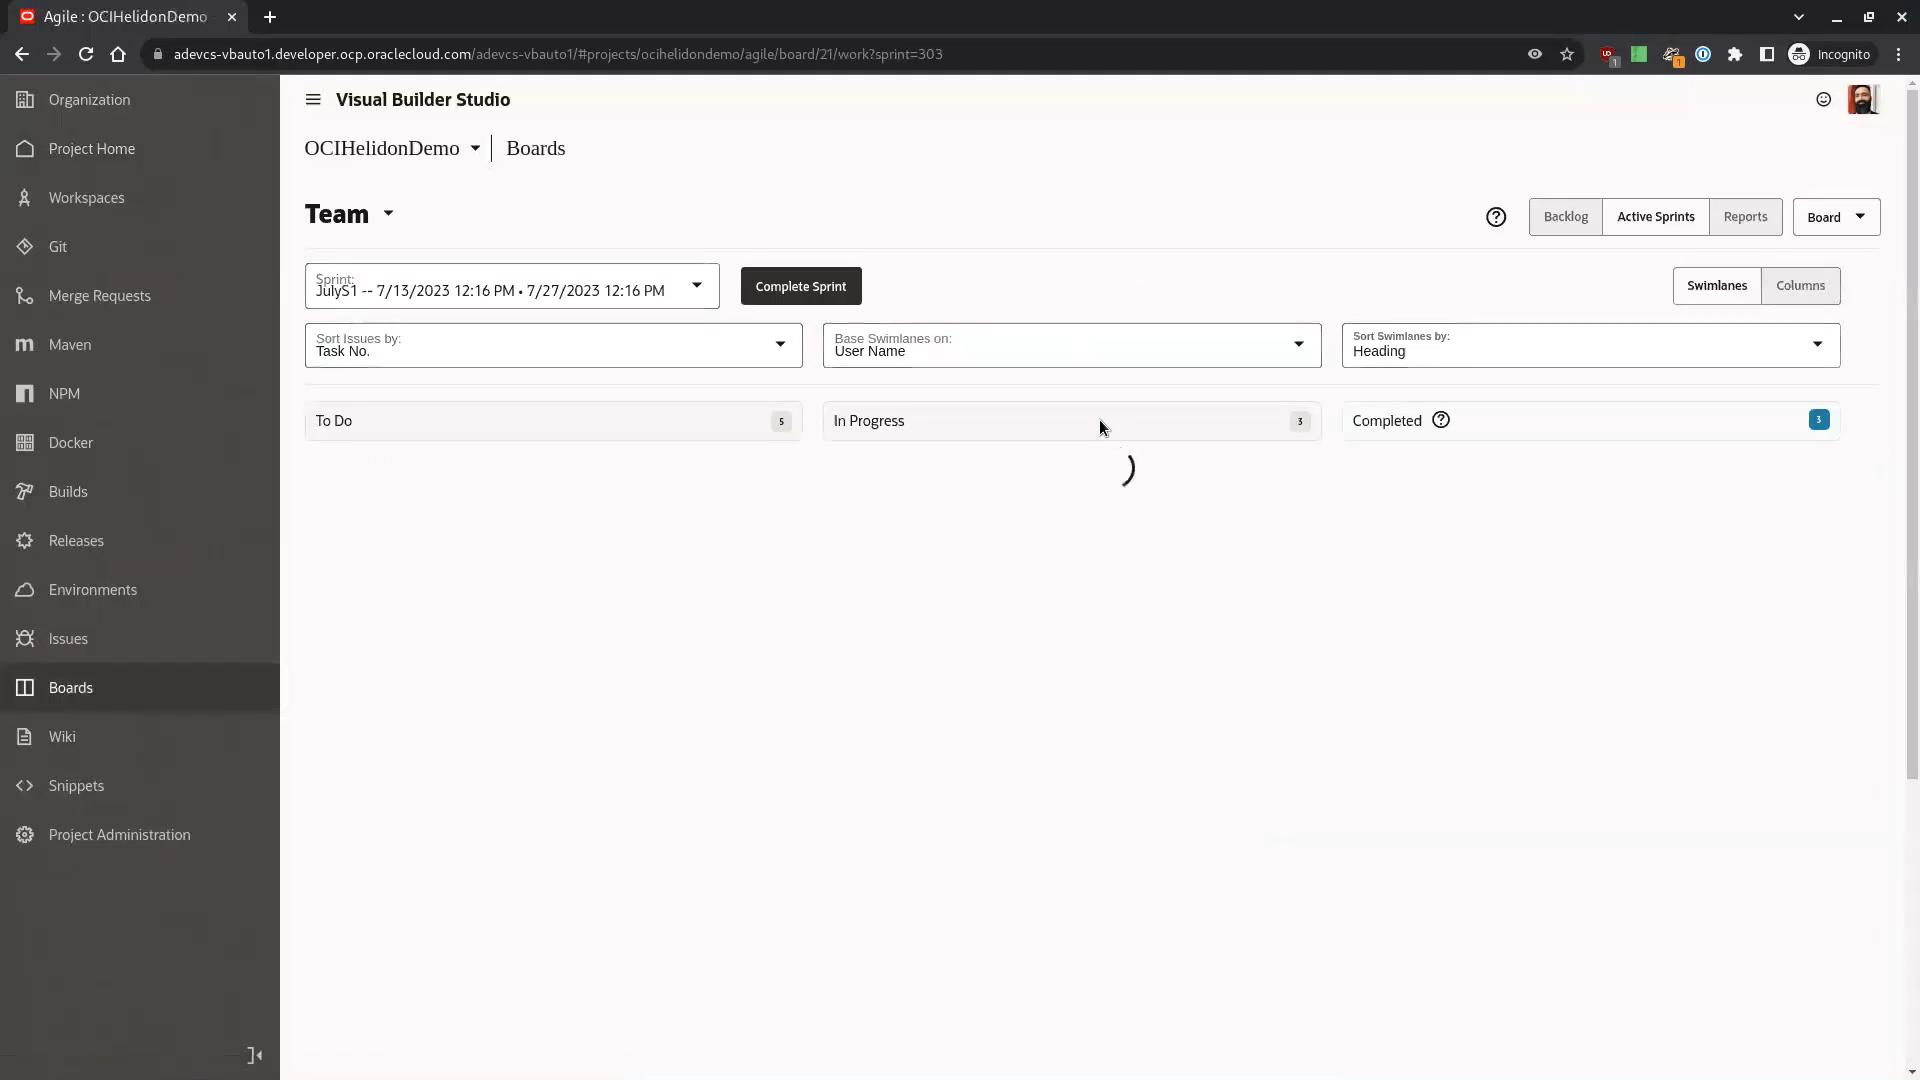 Agile : OCIHelidonDemo
adevcs-vbauto1.developer.ocp.oraclecloud.com/adevcs-vbauto1/#projects/ocihelidondemo/agile/board/21/work?sprint=303
1
1
Incognito
Organization
Project Home
Workspaces
Git
Merge Requests
Maven
NPM
Docker
Builds
Releases
Environments
Issues
Boards
Wiki
Snippets
Project Administration
Visual Builder Studio
OCIHelidonDemo
Boards
Team
Backlog
Active Sprints
Reports
Board
Sprint:
JulyS1 -- 7/13/2023 12:16 PM • 7/27/2023 12:16 PM
Complete Sprint
Swimlanes
Columns
Sort Issues by:
Task No.
Base Swimlanes on:
User Name
Sort Swimlanes by:
Heading
To Do
5
In Progress
3
Completed
3